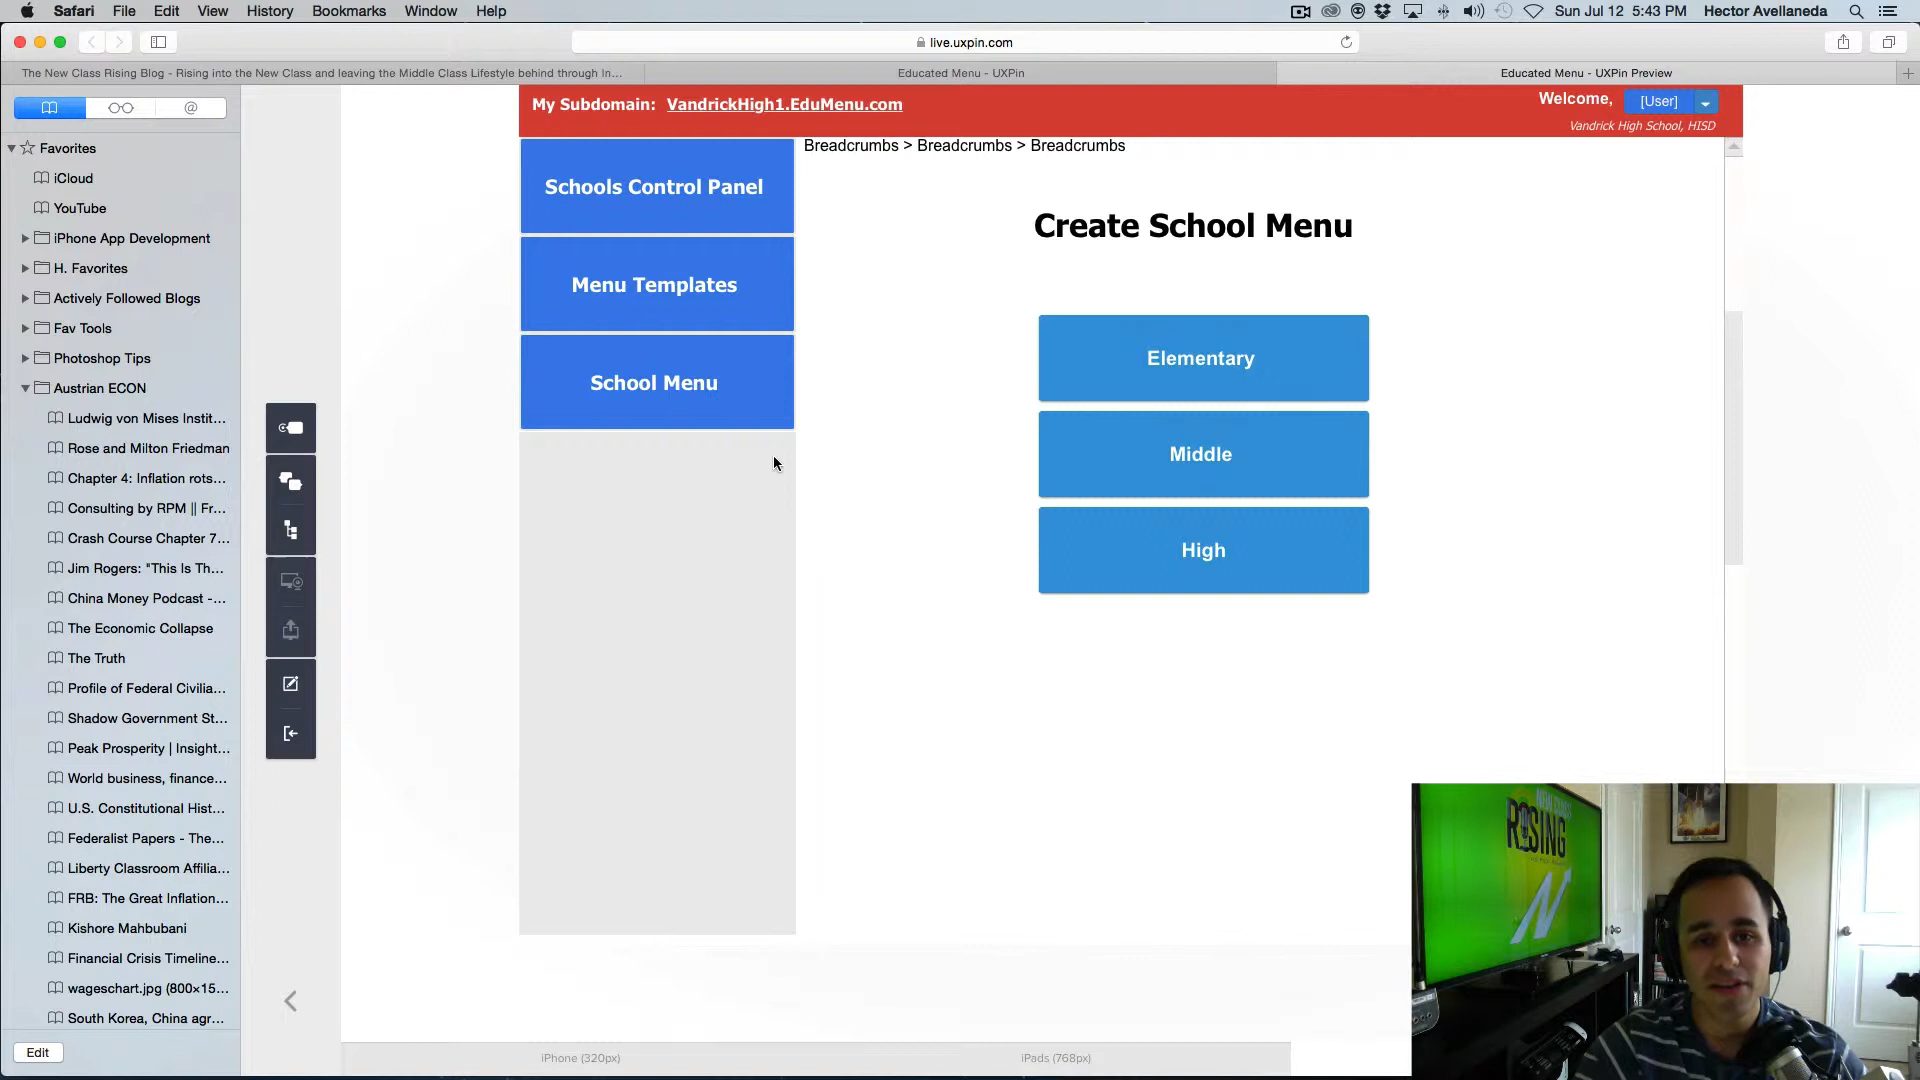 Safari File Edit View History Bookmarks Window Help
Sun Jul 12 5:43 PM Hector Avellaneda
live.uxpin.com
The New Class Rising Blog - Rising into the New Class and leaving the Middle Class Lifestyle behind through In...
Educated Menu - UXPin
Educated Menu - UXPin Preview
@
Favorites
iCloud
YouTube
iPhone App Development
H. Favorites
Actively Followed Blogs
Fav Tools
Photoshop Tips
Austrian ECON
Ludwig von Mises Instit...
Rose and Milton Friedman
Chapter 4: Inflation rots...
Consulting by RPM || Fr...
Crash Course Chapter 7...
Jim Rogers: "This Is Th...
China Money Podcast -...
The Economic Collapse
The Truth
Profile of Federal Civilia...
Shadow Government St...
Peak Prosperity | Insight...
World business, finance...
U.S. Constitutional Hist...
Federalist Papers - The...
Liberty Classroom Affilia...
FRB: The Great Inflation...
Kishore Mahbubani
Financial Crisis Timeline...
wageschart.jpg (800×15...
South Korea, China agr...
Edit
My Subdomain: VandrickHigh1.EduMenu.com
Welcome, [User]
Vandrick High School, HISD
Schools Control Panel
Menu Templates
School Menu
Breadcrumbs > Breadcrumbs > Breadcrumbs
Create School Menu
Elementary
Middle
High
iPhone (320px)
iPads (768px)
RISING
N